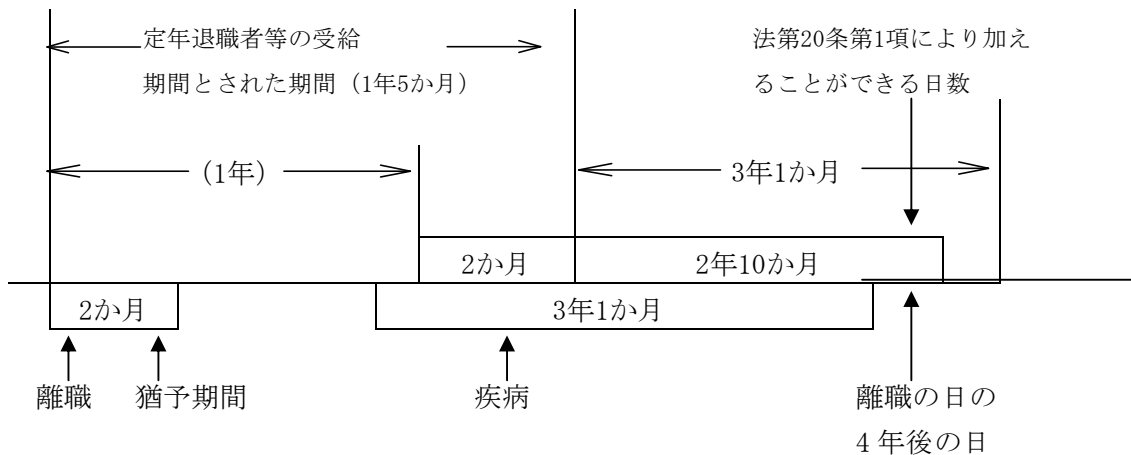 定年退職者等の受給
期間とされた期間（1年5か月）
法第20条第1項により加え
ることができる日数
（1年）
3年1か月
2か月
2年10か月
2か月
3年1か月
離職
猶予期間
疾病
離職の日の
４年後の日